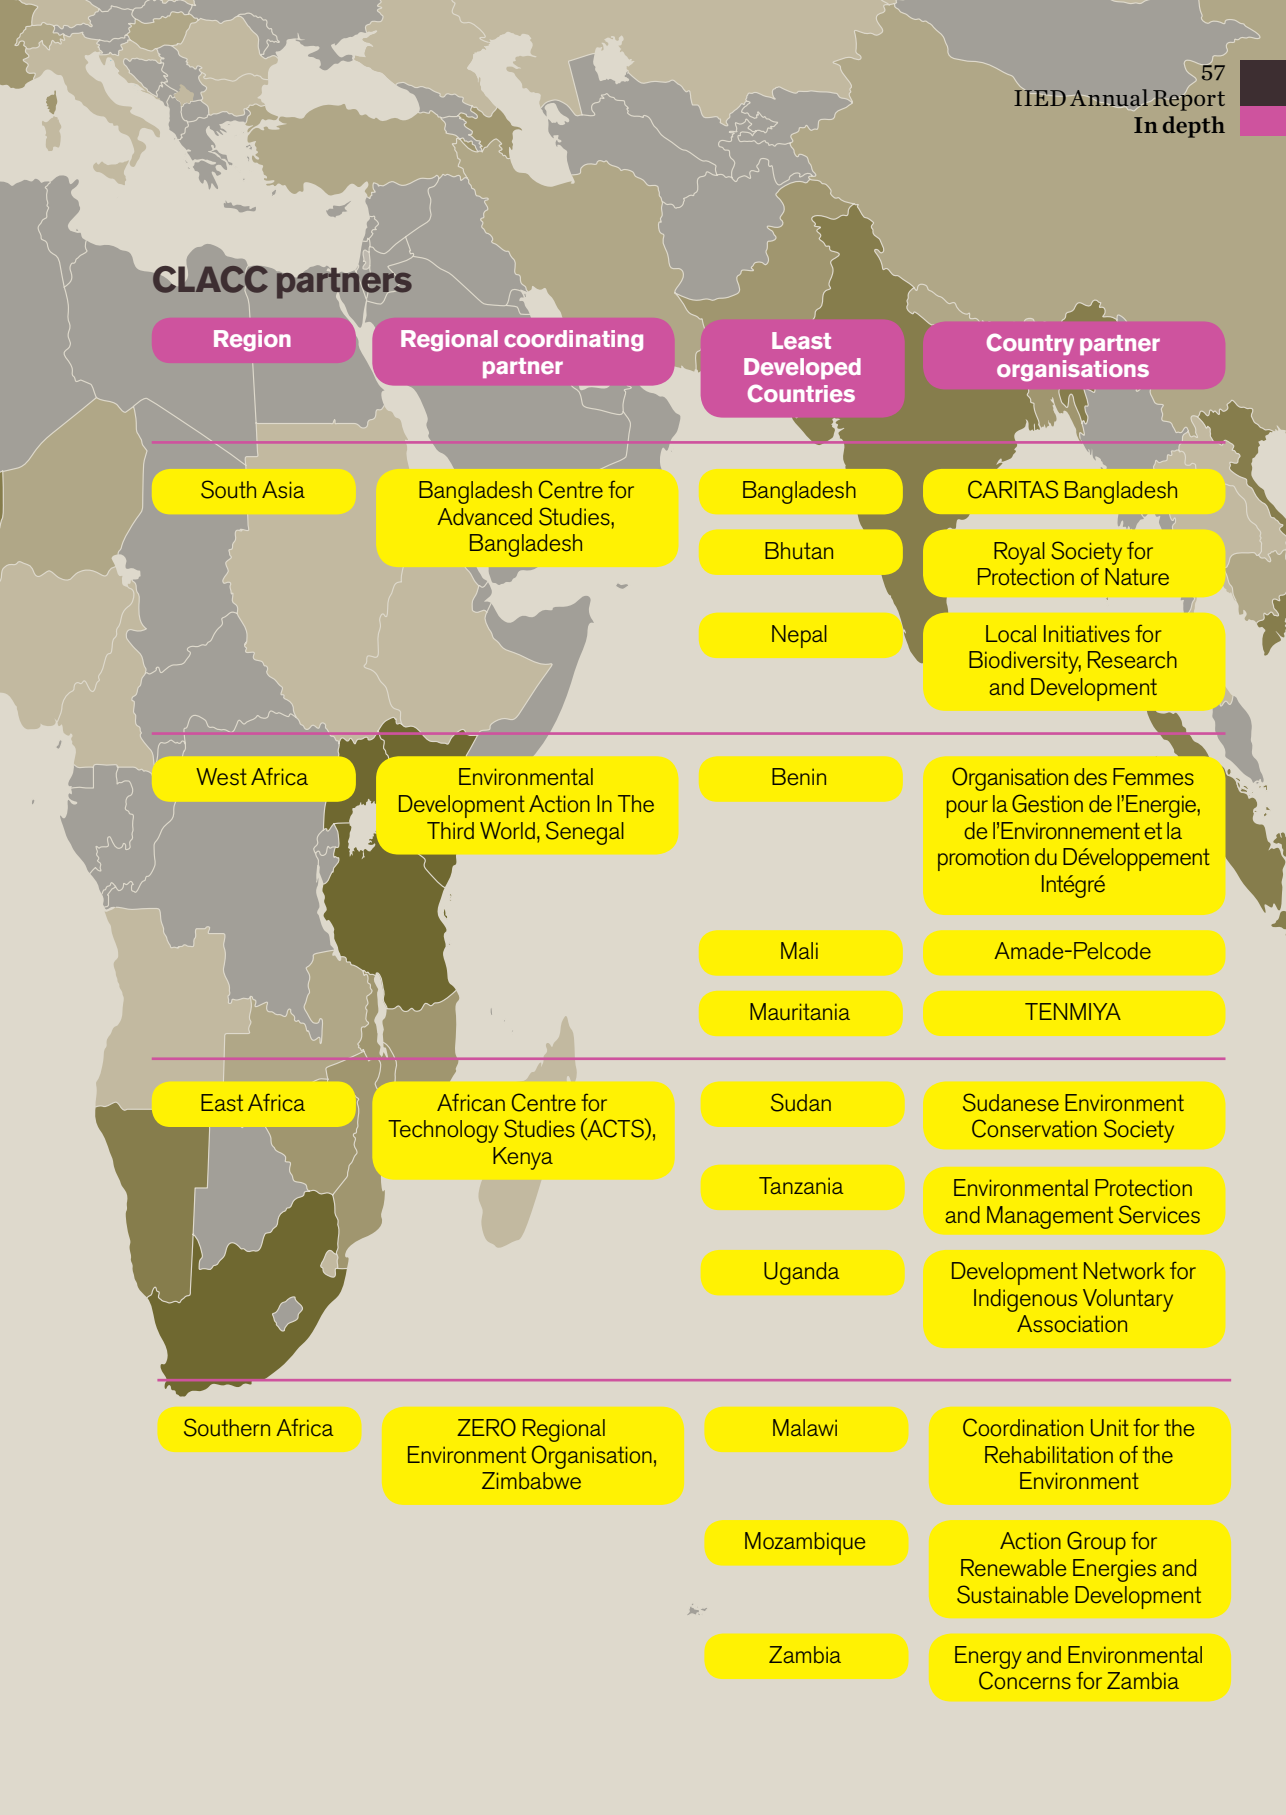 57
IIED Annual Report
In depth
CLACC partners
Region
Regional coordinating
partner
Least
Developed
Countries
Country partner
organisations
South Asia
Bangladesh Centre for
Advanced Studies,
Bangladesh
Bangladesh
CARITAS Bangladesh
Bhutan
Royal Society for
Protection of Nature
Nepal
Local Initiatives for
Biodiversity, Research
and Development
West Africa
Environmental
Development Action In The
Third World, Senegal
Benin
Organisation des Femmes
pour la Gestion de l'Energie,
de l'Environnement et la
promotion du Développement
Intégré
Mali
Amade-Pelcode
Mauritania
TENMIYA
East Africa
African Centre for
Technology Studies (ACTS),
Kenya
Sudan
Sudanese Environment
Conservation Society
Tanzania
Environmental Protection
and Management Services
Uganda
Development Network for
Indigenous Voluntary
Association
Southern Africa
ZERO Regional
Environment Organisation,
Zimbabwe
Malawi
Coordination Unit for the
Rehabilitation of the
Environment
Mozambique
Action Group for
Renewable Energies and
Sustainable Development
Zambia
Energy and Environmental
Concerns for Zambia